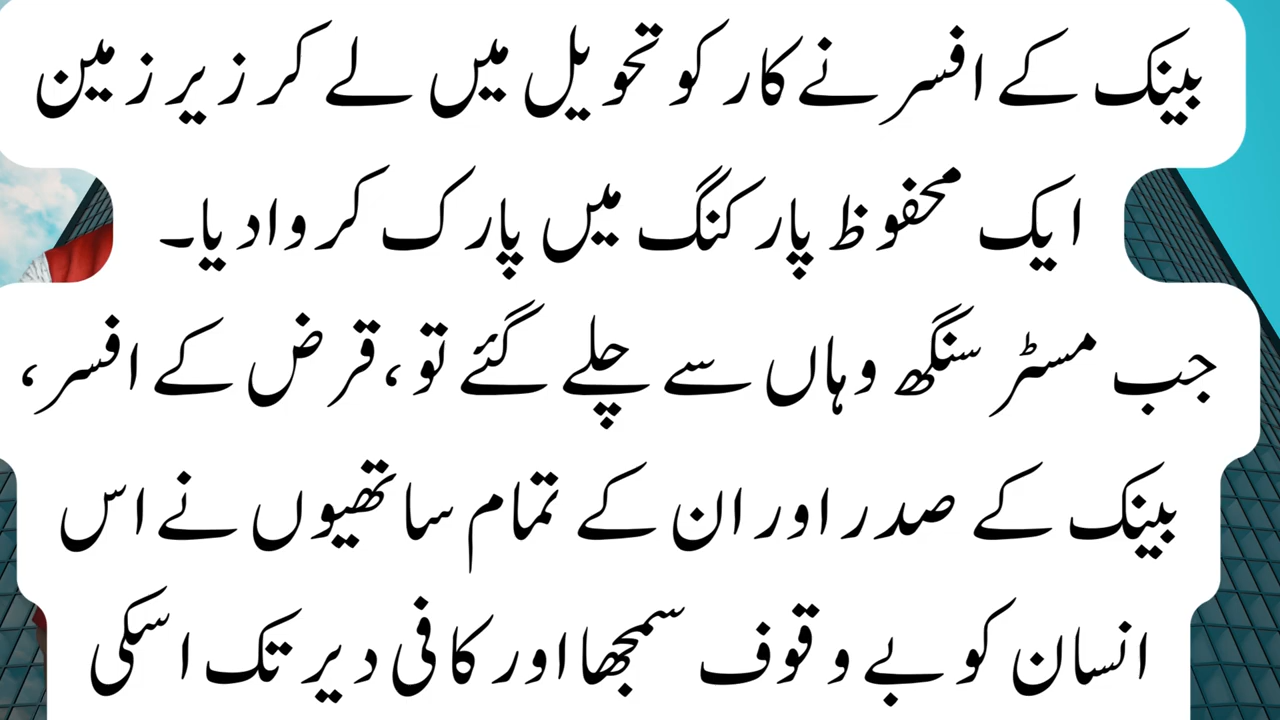 بینک کے افسر نے کار کو تحویل میں لے کر زیر زمین
ایک محفوظ پارکنگ میں پارک کروادیا۔
جب مسٹر سنگھ وہاں سے چلے گئے تو، قرض کے افسر،
بینک کے صدر اور ان کے تمام ساتھیوں نے اس
انسان کو بے وقوف سمجھا اور کافی دیر تک اسکی